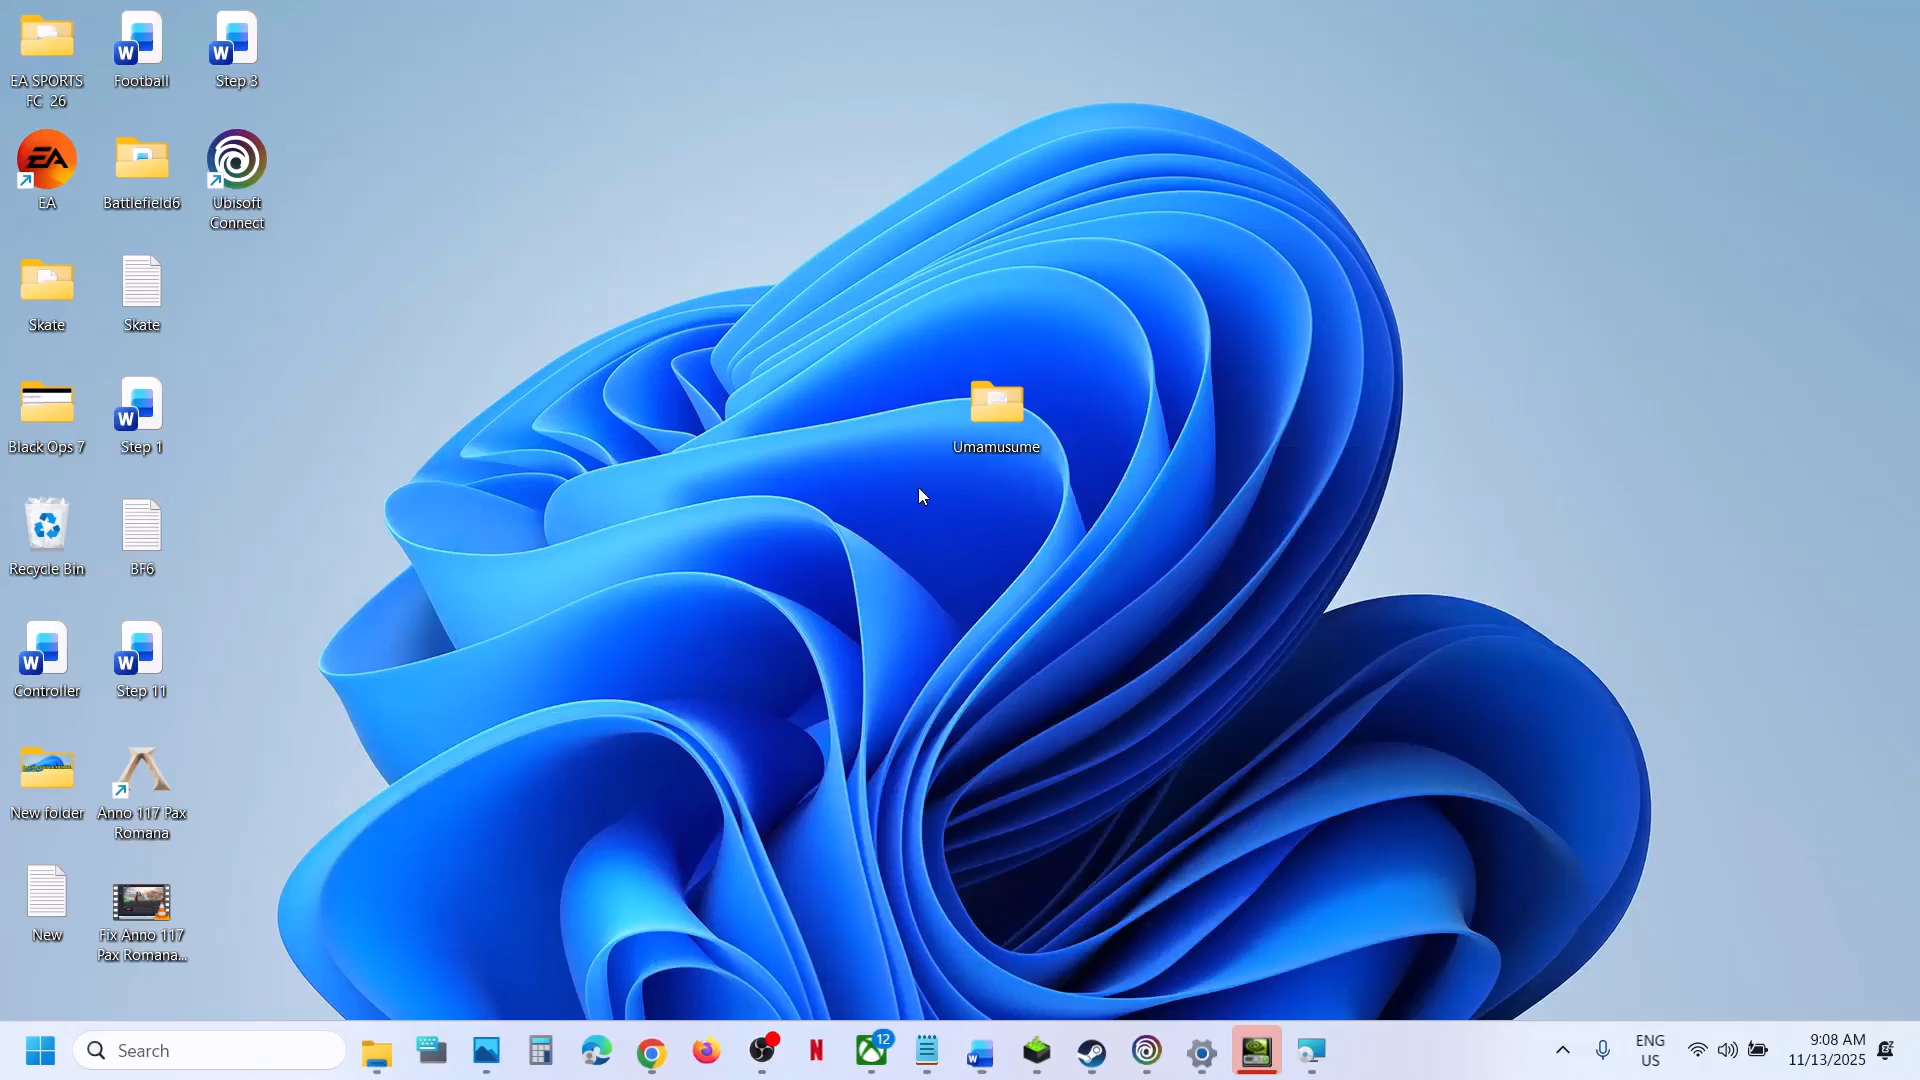 EA SPORTS
FC 26
Football
Step 3
EA
Battlefield6
Ubisoft
Connect
Skate
Skate
Black Ops 7
Step 1
Umamusume
Recycle Bin
BF6
Controller
Step 11
New folder
Anno 117 Pax
Romana
New
Fix Anno 117
Pax Romana...
Search
12
ENG
US
9:08 AM
11/13/2025